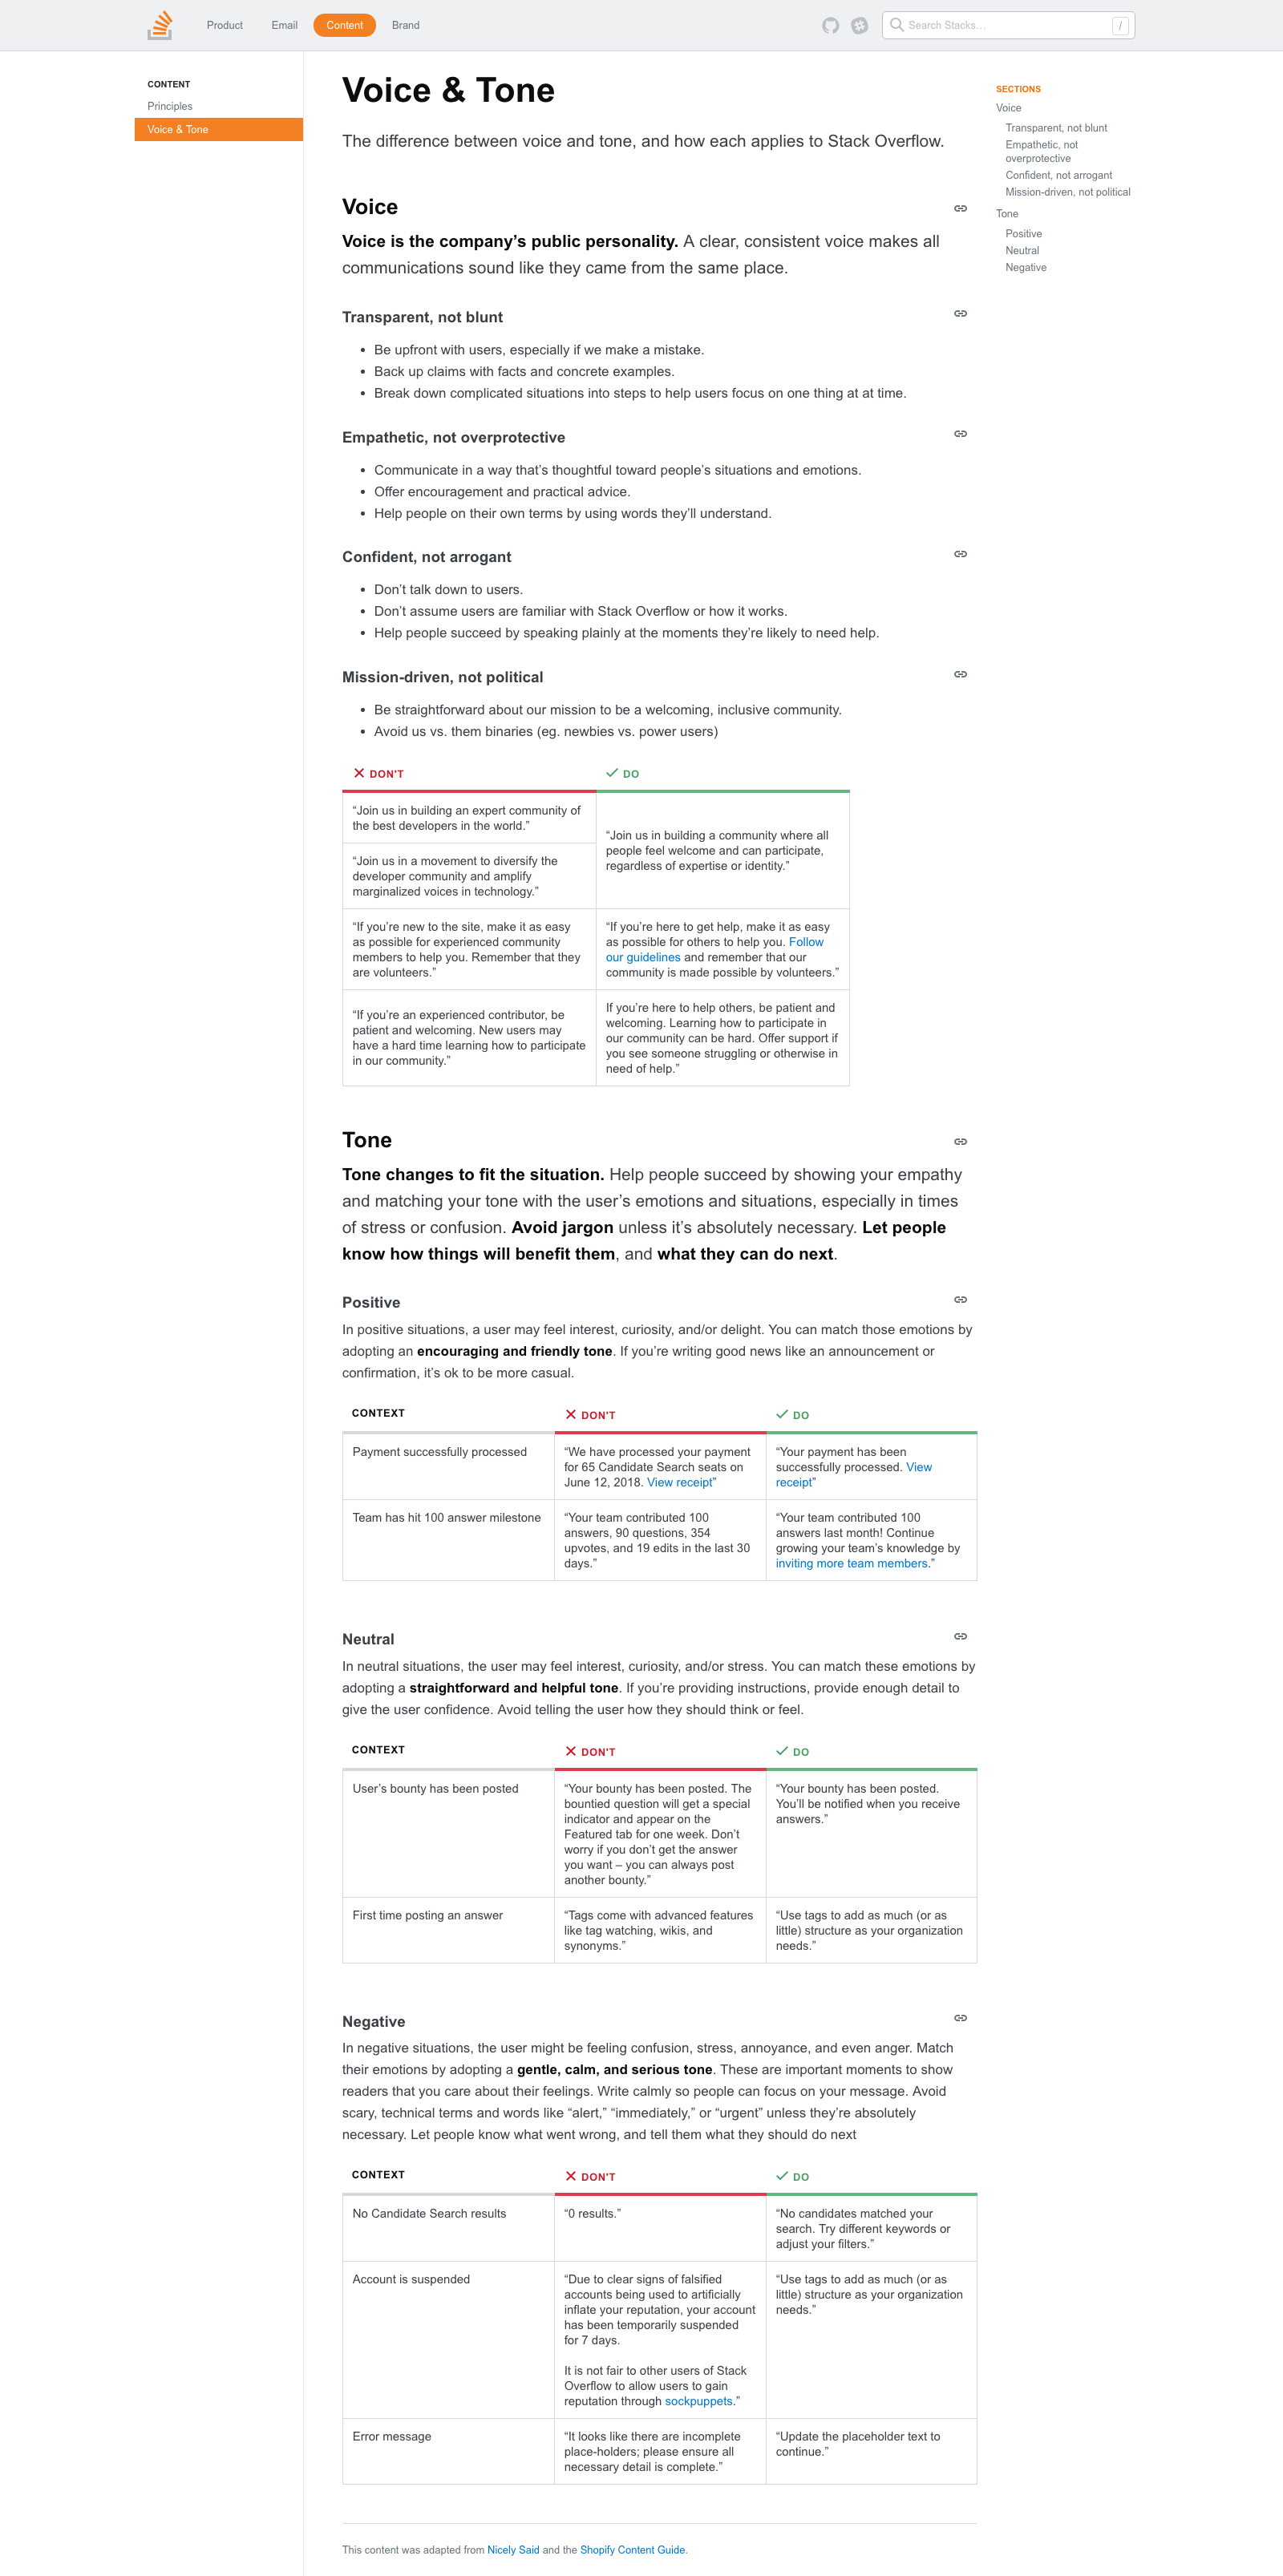 Product Email Content Brand
Search Stacks… /
CONTENT
Principles
Voice & Tone
Voice & Tone
The difference between voice and tone, and how each applies to Stack Overflow.
Voice
Voice is the company’s public personality. A clear, consistent voice makes all
communications sound like they came from the same place.
Transparent, not blunt
• Be upfront with users, especially if we make a mistake.
• Back up claims with facts and concrete examples.
• Break down complicated situations into steps to help users focus on one thing at at time.
Empathetic, not overprotective
• Communicate in a way that’s thoughtful toward people’s situations and emotions.
• Offer encouragement and practical advice.
• Help people on their own terms by using words they’ll understand.
Confident, not arrogant
• Don’t talk down to users.
• Don’t assume users are familiar with Stack Overflow or how it works.
• Help people succeed by speaking plainly at the moments they’re likely to need help.
Mission-driven, not political
• Be straightforward about our mission to be a welcoming, inclusive community.
• Avoid us vs. them binaries (eg. newbies vs. power users)
DON'T
DO
“Join us in building an expert community of
the best developers in the world.”
“Join us in a movement to diversify the
developer community and amplify
marginalized voices in technology.”
“Join us in building a community where all
people feel welcome and can participate,
regardless of expertise or identity.”
“If you’re new to the site, make it as easy
as possible for experienced community
members to help you. Remember that they
are volunteers.”
“If you’re here to get help, make it as easy
as possible for others to help you. Follow
our guidelines and remember that our
community is made possible by volunteers.”
“If you’re an experienced contributor, be
patient and welcoming. New users may
have a hard time learning how to participate
in our community.”
If you’re here to help others, be patient and
welcoming. Learning how to participate in
our community can be hard. Offer support if
you see someone struggling or otherwise in
need of help.”
Tone
Tone changes to fit the situation. Help people succeed by showing your empathy
and matching your tone with the user’s emotions and situations, especially in times
of stress or confusion. Avoid jargon unless it’s absolutely necessary. Let people
know how things will benefit them, and what they can do next.
Positive
In positive situations, a user may feel interest, curiosity, and/or delight. You can match those emotions by
adopting an encouraging and friendly tone. If you’re writing good news like an announcement or
confirmation, it’s ok to be more casual.
CONTEXT
DON'T
DO
Payment successfully processed
“We have processed your payment
for 65 Candidate Search seats on
June 12, 2018. View receipt”
“Your payment has been
successfully processed. View
receipt”
Team has hit 100 answer milestone
“Your team contributed 100
answers, 90 questions, 354
upvotes, and 19 edits in the last 30
days.”
“Your team contributed 100
answers last month! Continue
growing your team’s knowledge by
inviting more team members.”
Neutral
In neutral situations, the user may feel interest, curiosity, and/or stress. You can match these emotions by
adopting a straightforward and helpful tone. If you’re providing instructions, provide enough detail to
give the user confidence. Avoid telling the user how they should think or feel.
CONTEXT
DON'T
DO
User’s bounty has been posted
“Your bounty has been posted. The
bountied question will get a special
indicator and appear on the
Featured tab for one week. Don’t
worry if you don’t get the answer
you want – you can always post
another bounty.”
“Your bounty has been posted.
You’ll be notified when you receive
answers.”
First time posting an answer
“Tags come with advanced features
like tag watching, wikis, and
synonyms.”
“Use tags to add as much (or as
little) structure as your organization
needs.”
Negative
In negative situations, the user might be feeling confusion, stress, annoyance, and even anger. Match
their emotions by adopting a gentle, calm, and serious tone. These are important moments to show
readers that you care about their feelings. Write calmly so people can focus on your message. Avoid
scary, technical terms and words like “alert,” “immediately,” or “urgent” unless they’re absolutely
necessary. Let people know what went wrong, and tell them what they should do next
CONTEXT
DON'T
DO
No Candidate Search results
“0 results.”
“No candidates matched your
search. Try different keywords or
adjust your filters.”
Account is suspended
“Due to clear signs of falsified
accounts being used to artificially
inflate your reputation, your account
has been temporarily suspended
for 7 days.
It is not fair to other users of Stack
Overflow to allow users to gain
reputation through sockpuppets.”
“Use tags to add as much (or as
little) structure as your organization
needs.”
Error message
“It looks like there are incomplete
place-holders; please ensure all
necessary detail is complete.”
“Update the placeholder text to
continue.”
This content was adapted from Nicely Said and the Shopify Content Guide.
SECTIONS
Voice
Transparent, not blunt
Empathetic, not
overprotective
Confident, not arrogant
Mission-driven, not political
Tone
Positive
Neutral
Negative